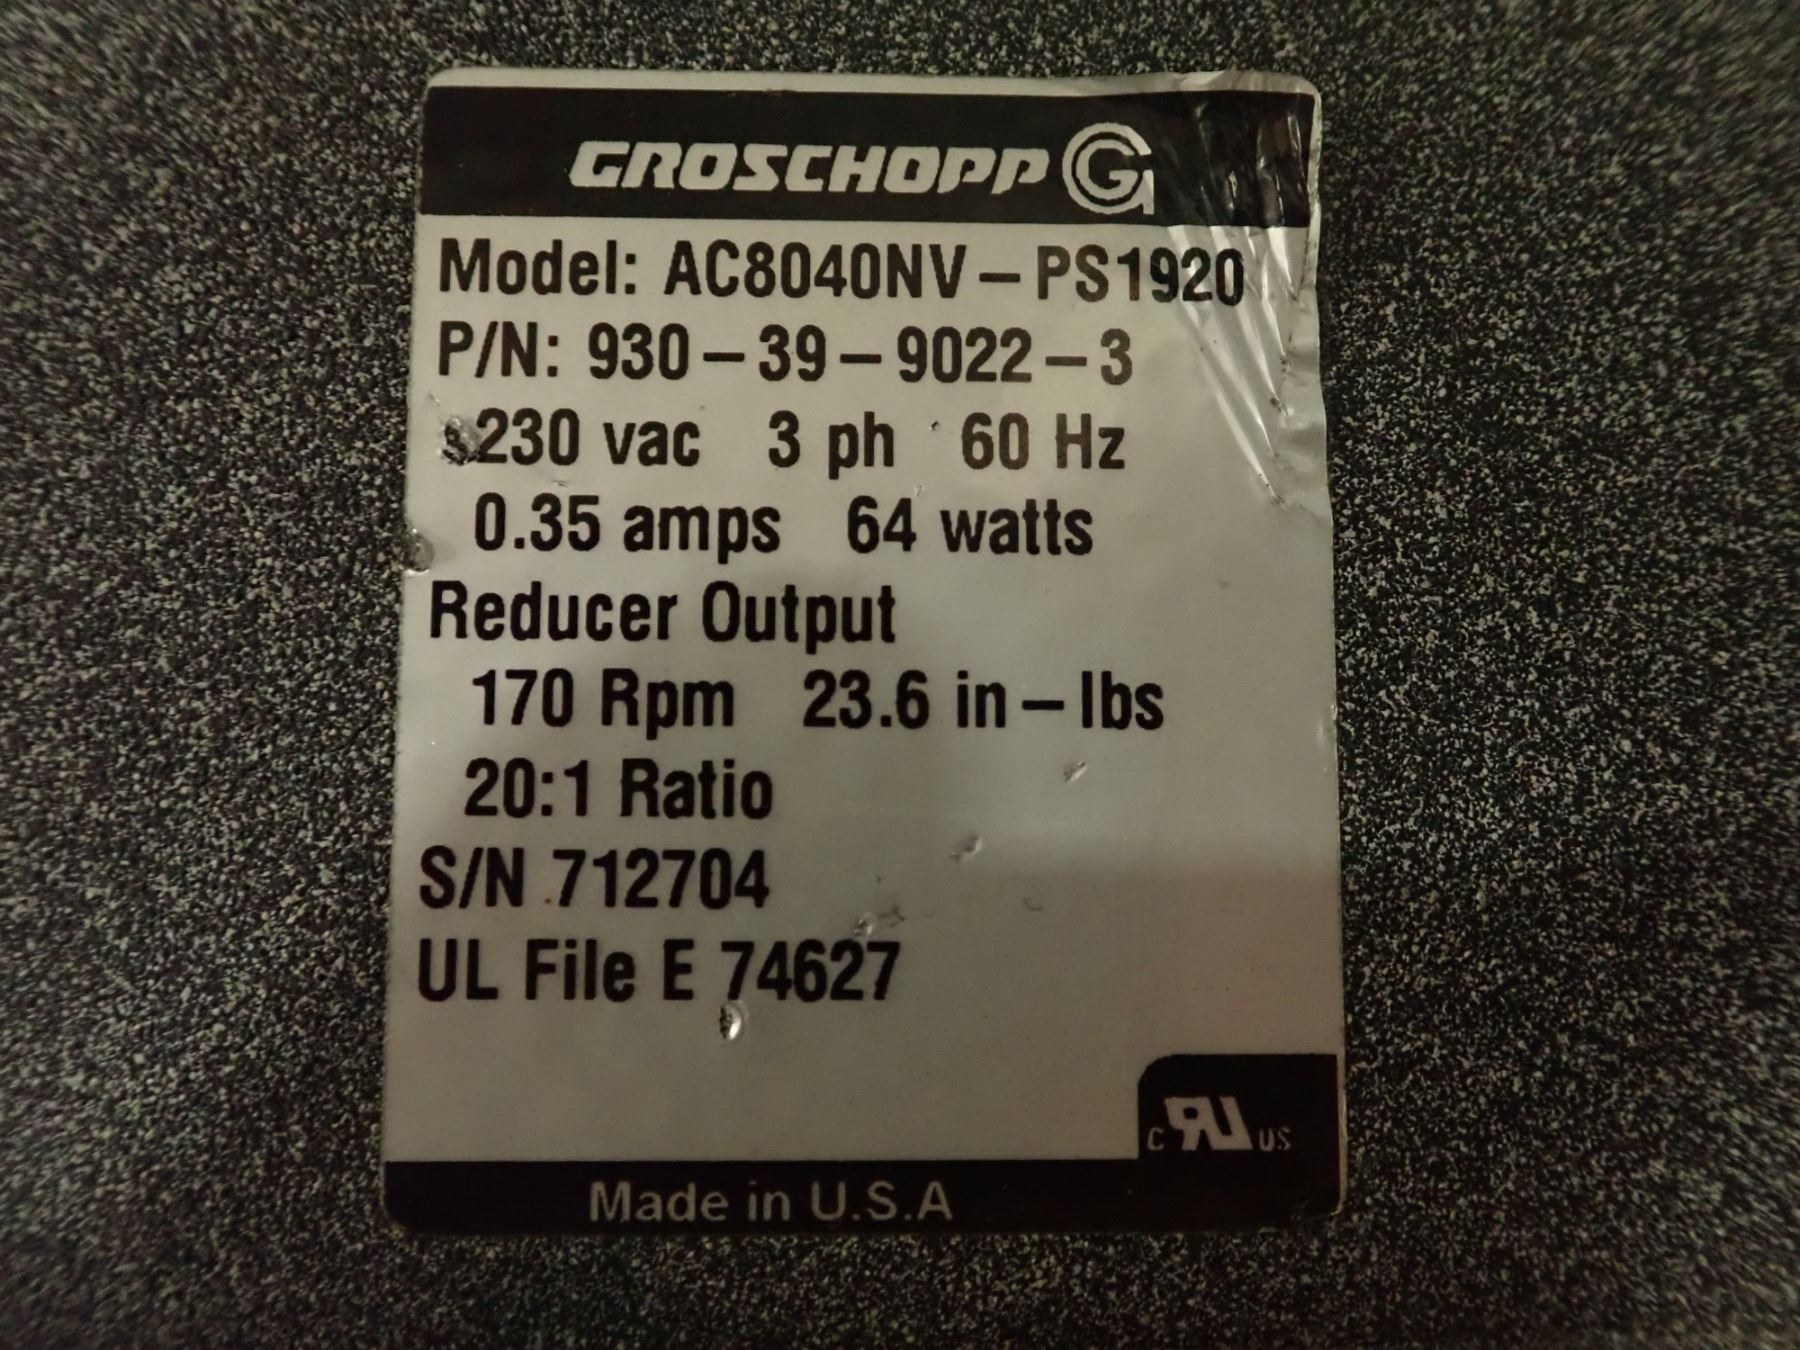 GROSCHOPP G
Model: AC8040NV-PS1920
P/N: 930-39-9022-3
230 vac 3 ph 60 Hz
0.35 amps 64 watts
Reducer Output
170 Rpm 23.6 in-lbs
20:1 Ratio
S/N 712704
UL File E 74627
C RU US
Made in U.S.A